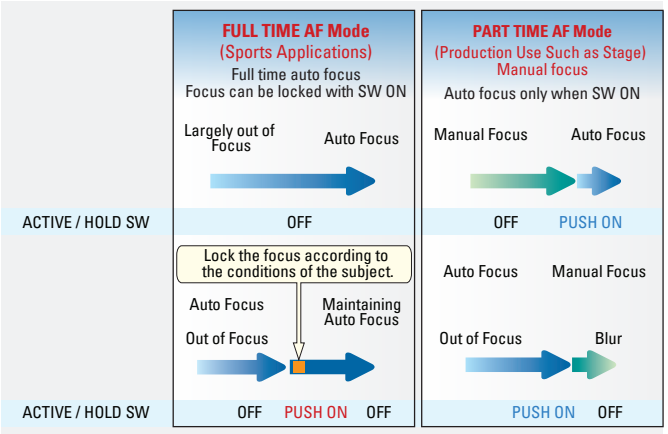 FULL TIME AF Mode
(Sports Applications)
Full time auto focus
Focus can be locked with SW ON
PART TIME AF Mode
(Production Use Such as Stage)
Manual focus
Auto focus only when SW ON
Largely out of
Focus
Auto Focus
Manual Focus
Auto Focus
ACTIVE / HOLD SW
OFF
OFF
PUSH ON
Lock the focus according to
the conditions of the subject.
Auto Focus
Out of Focus
Maintaining
Auto Focus
Auto Focus
Manual Focus
Out of Focus
Blur
ACTIVE / HOLD SW
OFF
PUSH ON
OFF
PUSH ON
OFF